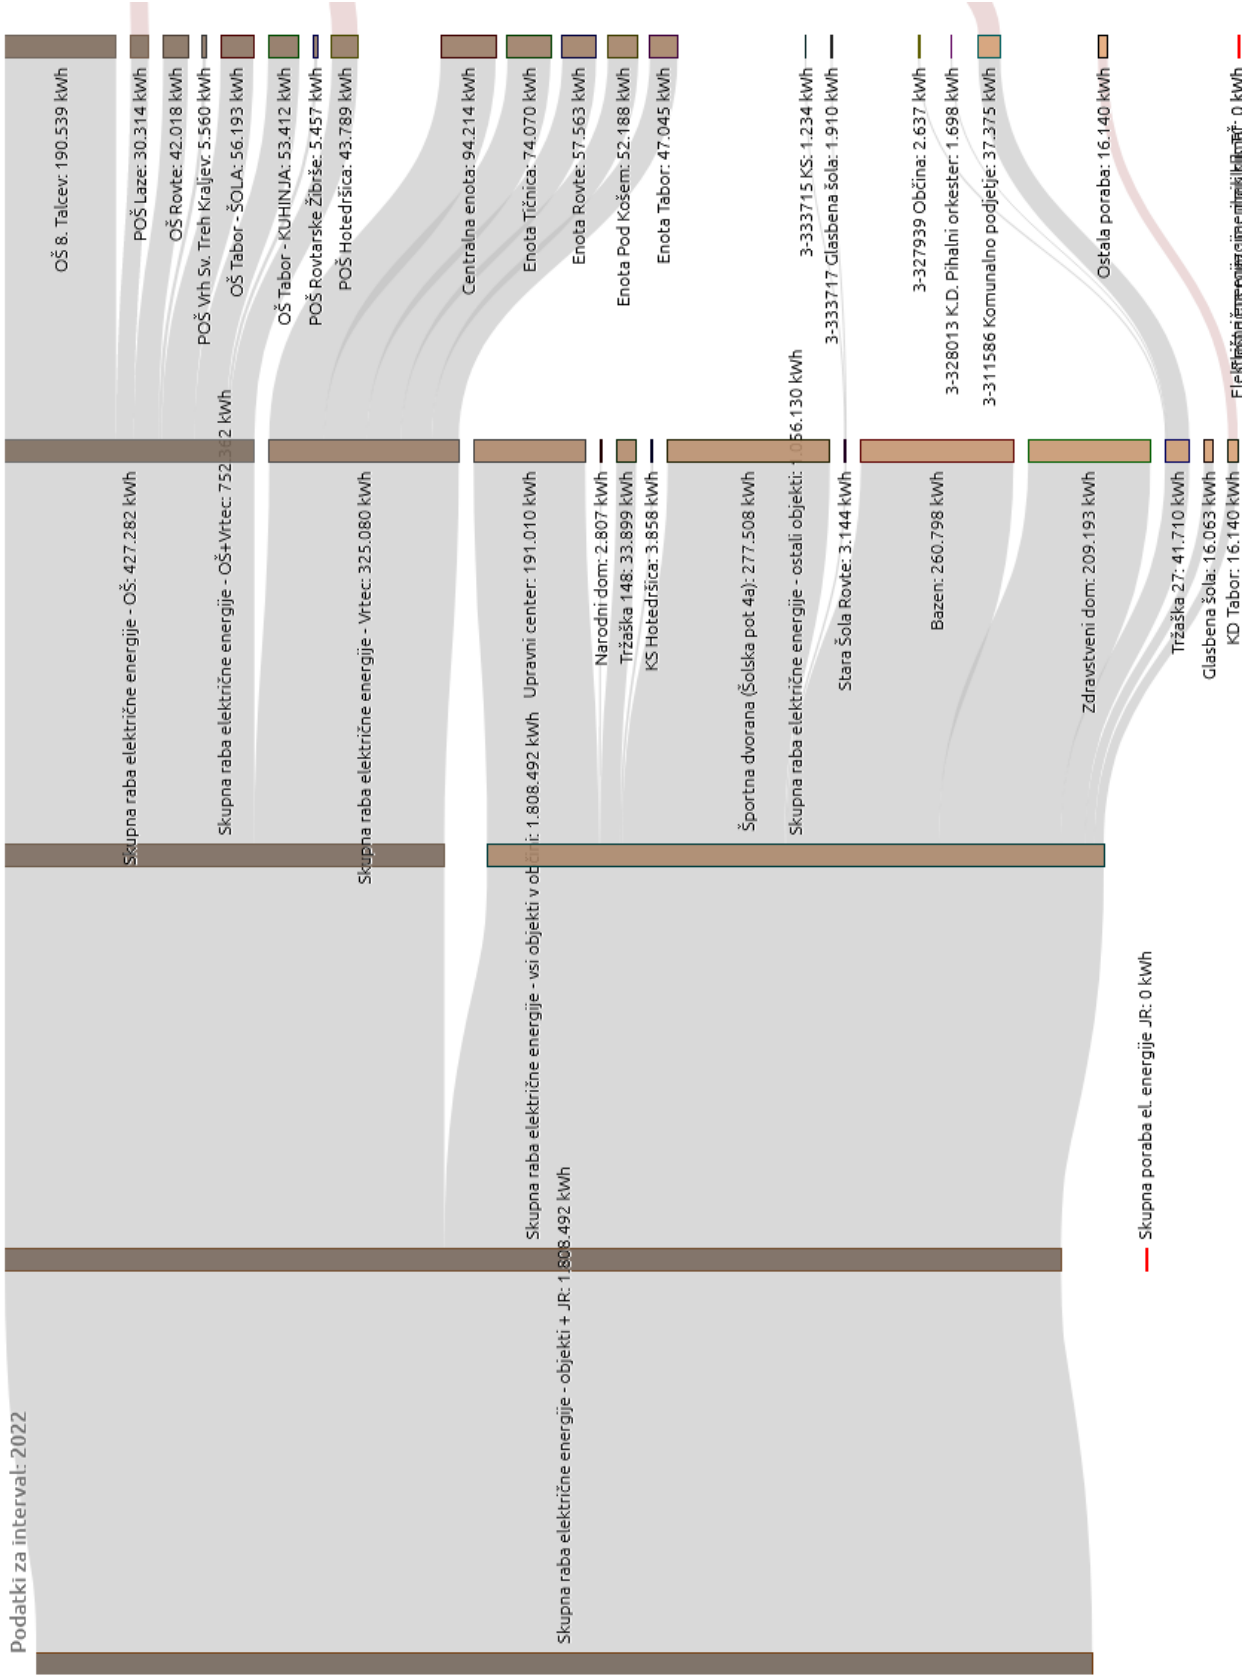 Podatki za interval: 2022
Skupna raba električne energije - objekti + JR: 1.808.492 kWh
Skupna raba električne energije - vsi objekti v občini: 1.808.492 kWh
Skupna poraba el. energije JR: 0 kWh
Skupna raba električne energije - OŠ+Vrtec: 752.362 kWh
Skupna raba električne energije - ostali objekti: 1.056.130 kWh
Skupna raba električne energije - OŠ: 427.282 kWh
Skupna raba električne energije - Vrtec: 325.080 kWh
Upravni center: 191.010 kWh
Narodni dom: 2.807 kWh
Tržaška 148: 33.899 kWh
KS Hotedršica: 3.858 kWh
Športna dvorana (Šolska pot 4a): 277.508 kWh
Stara Šola Rovte: 3.144 kWh
Bazen: 260.798 kWh
Zdravstveni dom: 209.193 kWh
Tržaška 27: 41.710 kWh
Glasbena šola: 16.063 kWh
KD Tabor: 16.140 kWh
OŠ 8. Talcev: 190.539 kWh
POŠ Laze: 30.314 kWh
OŠ Rovte: 42.018 kWh
POŠ Vrh Sv. Treh Kraljev: 5.560 kWh
OŠ Tabor - ŠOLA: 56.193 kWh
OŠ Tabor - KUHINJA: 53.412 kWh
POŠ Rovtarske Žibrše: 5.457 kWh
POŠ Hotedršica: 43.789 kWh
Centralna enota: 94.214 kWh
Enota Tičnica: 74.070 kWh
Enota Rovte: 57.563 kWh
Enota Pod Košem: 52.188 kWh
Enota Tabor: 47.045 kWh
3-333715 KS: 1.234 kWh
3-333717 Glasbena šola: 1.910 kWh
3-327939 Občina: 2.637 kWh
3-328013 K.D. Pihalni orkester: 1.698 kWh
3-311586 Komunalno podjetje: 37.375 kWh
Ostala poraba: 16.140 kWh
0 kWh